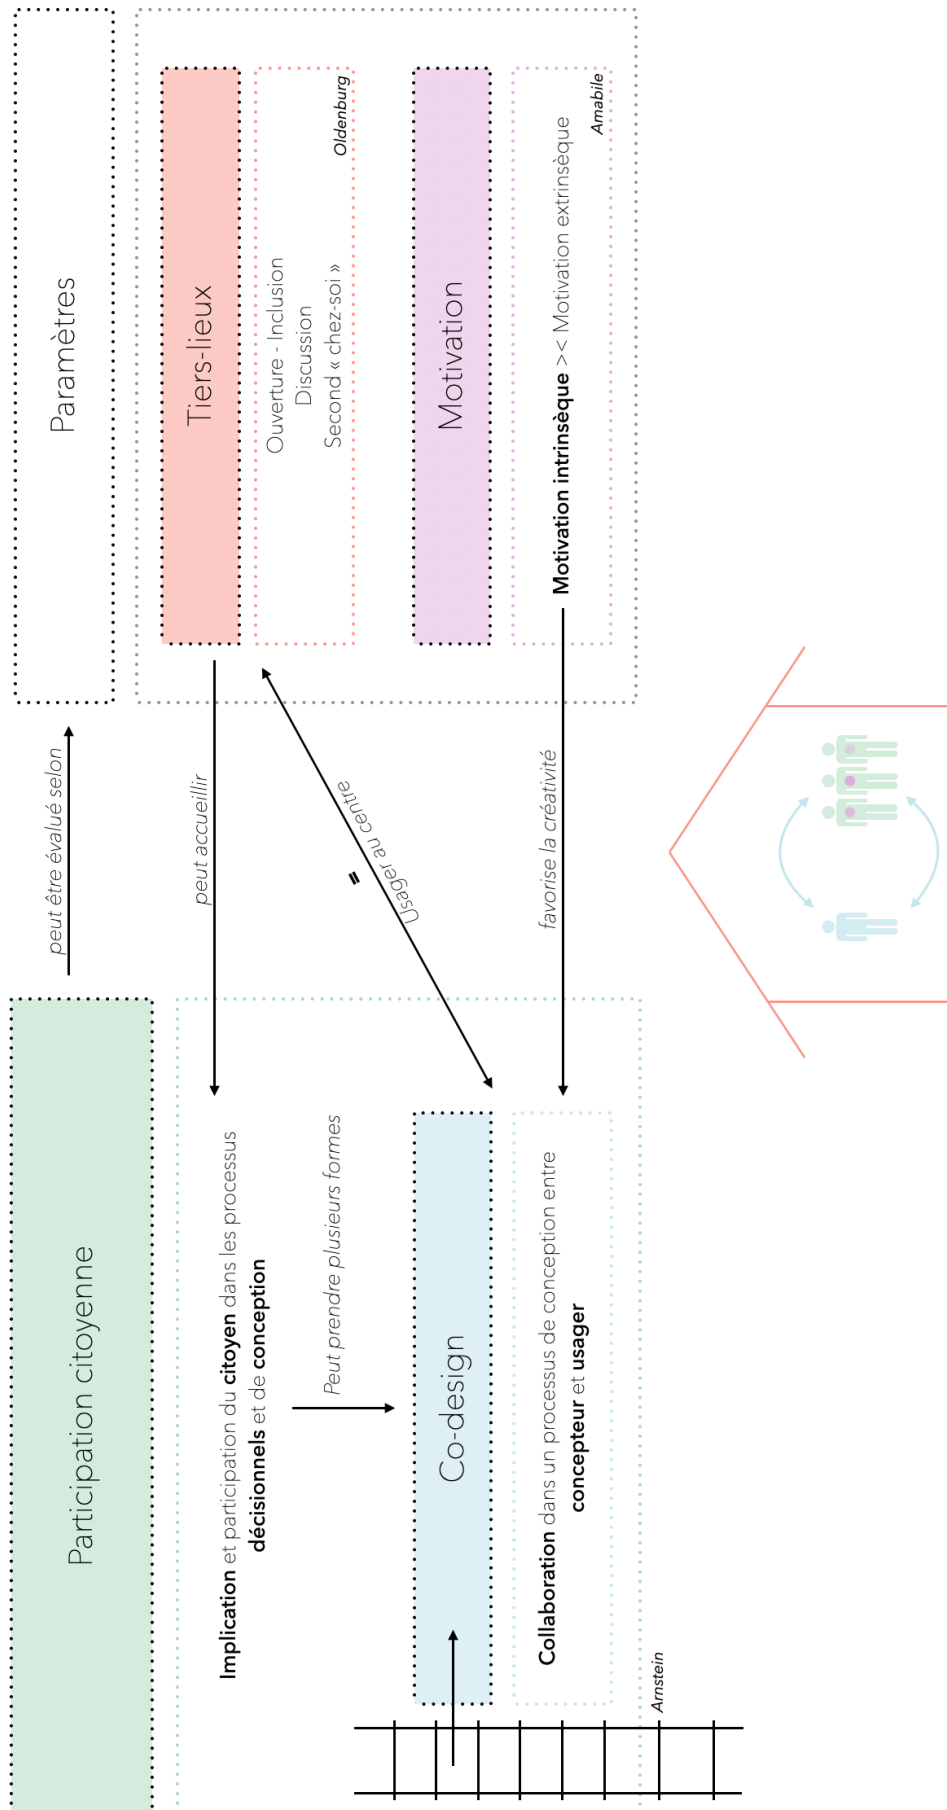 Participation citoyenne
peut être évalué selon
Paramètres
Implication et participation du citoyen dans les processus
décisionnels et de conception
peut accueillir
Tiers-lieux
Ouverture - Inclusion
Discussion
Second « chez-soi »
Oldenburg
Peut prendre plusieurs formes
=
Usager au centre
Co-design
Motivation
Collaboration dans un processus de conception entre
concepteur et usager
favorise la créativité
Motivation intrinsèque >< Motivation extrinsèque
Amabile
Arnstein